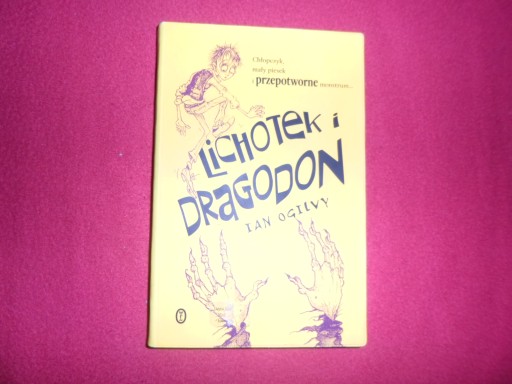 Chłopczyk,
mały piesek
i przepotworne monstrum...
LICHOTEK i
DRAGODON
IAN OGILVY